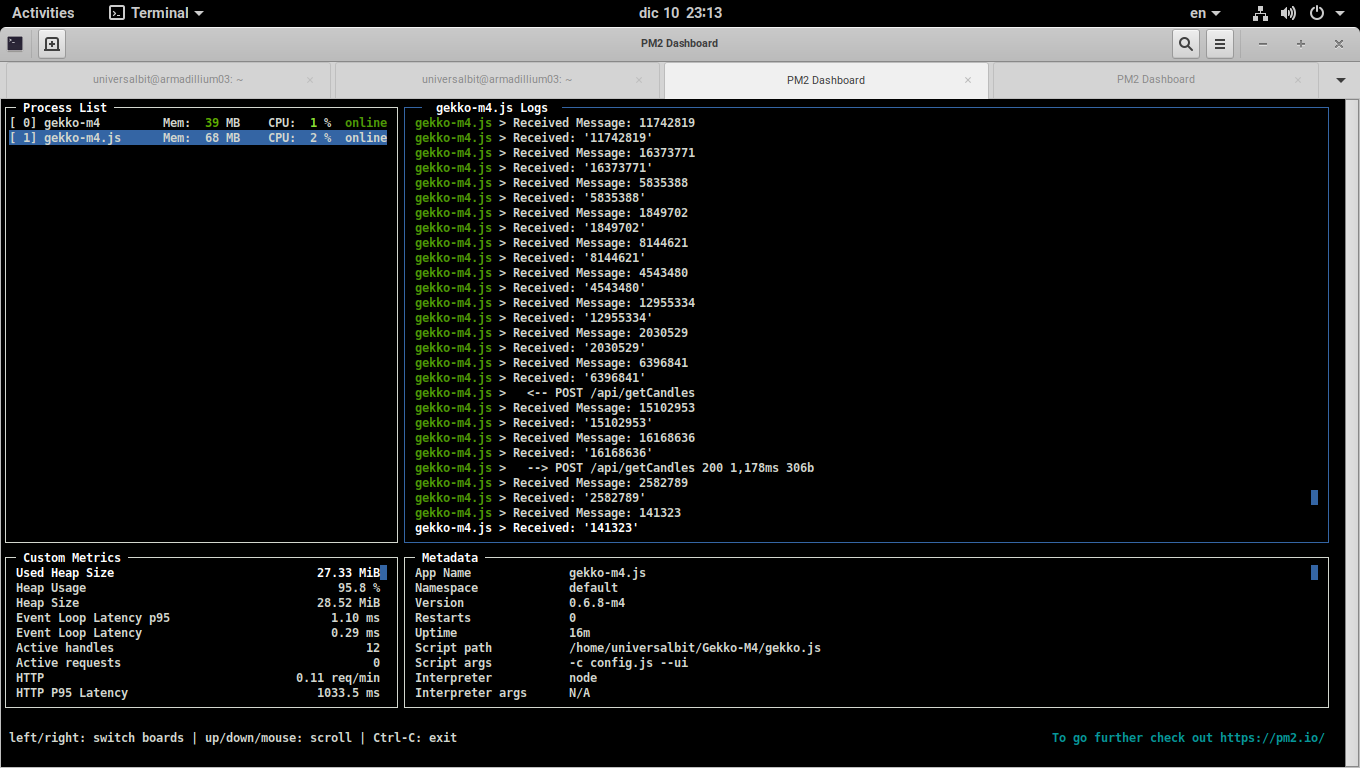 Activities Terminal dic 10 23:13 en
PM2 Dashboard
universalbit@armadillium03: ~ × universalbit@armadillium03: ~ × PM2 Dashboard × PM2 Dashboard ×
Process List
[ 0] gekko-m4 Mem: 39 MB CPU: 1 % online
[ 1] gekko-m4.js Mem: 68 MB CPU: 2 % online
gekko-m4.js Logs
gekko-m4.js > Received Message: 11742819
gekko-m4.js > Received: '11742819'
gekko-m4.js > Received Message: 16373771
gekko-m4.js > Received: '16373771'
gekko-m4.js > Received Message: 5835388
gekko-m4.js > Received: '5835388'
gekko-m4.js > Received Message: 1849702
gekko-m4.js > Received: '1849702'
gekko-m4.js > Received Message: 8144621
gekko-m4.js > Received: '8144621'
gekko-m4.js > Received Message: 4543480
gekko-m4.js > Received: '4543480'
gekko-m4.js > Received Message: 12955334
gekko-m4.js > Received: '12955334'
gekko-m4.js > Received Message: 2030529
gekko-m4.js > Received: '2030529'
gekko-m4.js > Received Message: 6396841
gekko-m4.js > Received: '6396841'
gekko-m4.js > <-- POST /api/getCandles
gekko-m4.js > Received Message: 15102953
gekko-m4.js > Received: '15102953'
gekko-m4.js > Received Message: 16168636
gekko-m4.js > Received: '16168636'
gekko-m4.js > --> POST /api/getCandles 200 1,178ms 306b
gekko-m4.js > Received Message: 2582789
gekko-m4.js > Received: '2582789'
gekko-m4.js > Received Message: 141323
gekko-m4.js > Received: '141323'
Custom Metrics
Used Heap Size 27.33 MiB
Heap Usage 95.8 %
Heap Size 28.52 MiB
Event Loop Latency p95 1.10 ms
Event Loop Latency 0.29 ms
Active handles 12
Active requests 0
HTTP 0.11 req/min
HTTP P95 Latency 1033.5 ms
Metadata
App Name gekko-m4.js
Namespace default
Version 0.6.8-m4
Restarts 0
Uptime 16m
Script path /home/universalbit/Gekko-M4/gekko.js
Script args -c config.js --ui
Interpreter node
Interpreter args N/A
left/right: switch boards | up/down/mouse: scroll | Ctrl-C: exit
To go further check out https://pm2.io/